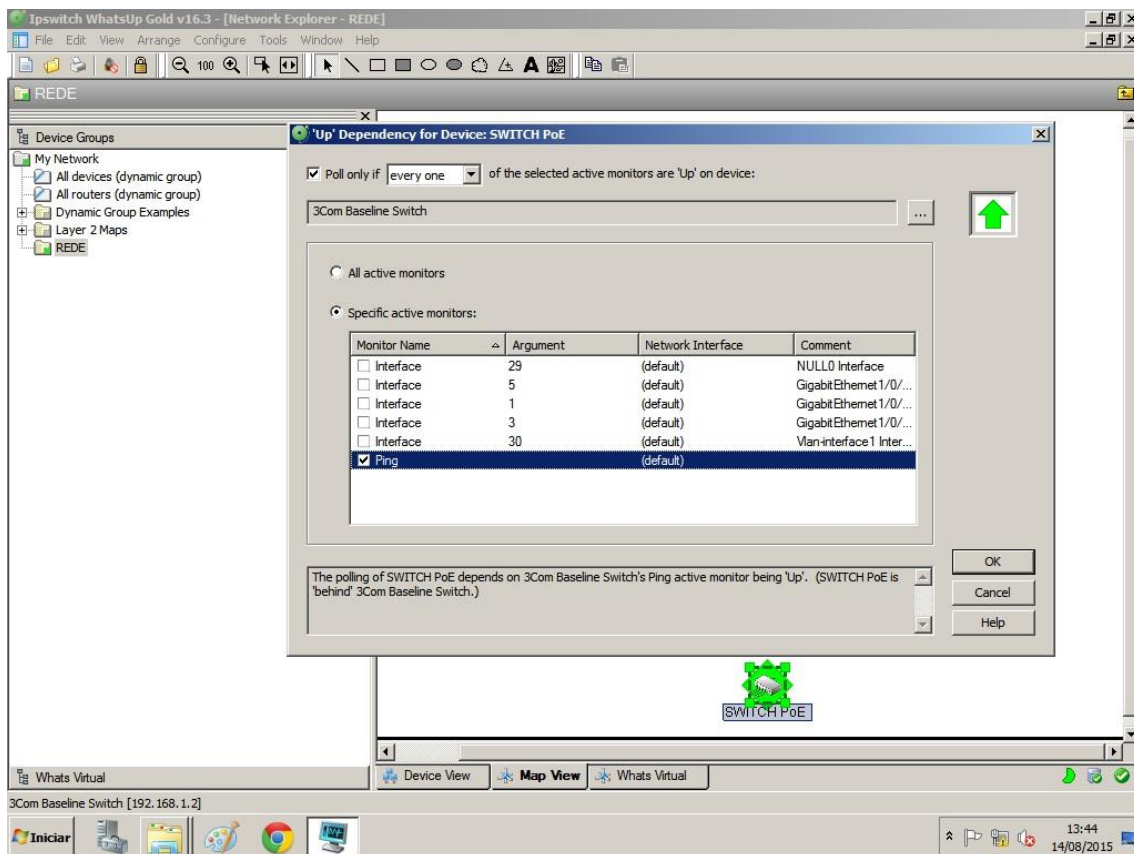 Ipswitch WhatsUp Gold v16.3 - [Network Explorer - REDE]
File Edit View Arrange Configure Tools Window Help
100
A
REDE
Device Groups
My Network
All devices (dynamic group)
All routers (dynamic group)
Dynamic Group Examples
Layer 2 Maps
REDE
'Up' Dependency for Device: SWITCH PoE
Poll only if every one of the selected active monitors are 'Up' on device:
3Com Baseline Switch ...
All active monitors
Specific active monitors:
Monitor Name Argument Network Interface Comment
Interface 29 (default) NULL0 Interface
Interface 5 (default) GigabitEthernet1/0/...
Interface 1 (default) GigabitEthernet1/0/...
Interface 3 (default) GigabitEthernet1/0/...
Interface 30 (default) Vlan-interface1 Inter...
Ping (default)
The polling of SWITCH PoE depends on 3Com Baseline Switch's Ping active monitor being 'Up'. (SWITCH PoE is
'behind' 3Com Baseline Switch.)
OK
Cancel
Help
SWITCH PoE
Whats Virtual
Device View Map View Whats Virtual
3Com Baseline Switch [192.168.1.2]
Iniciar
13:44
14/08/2015